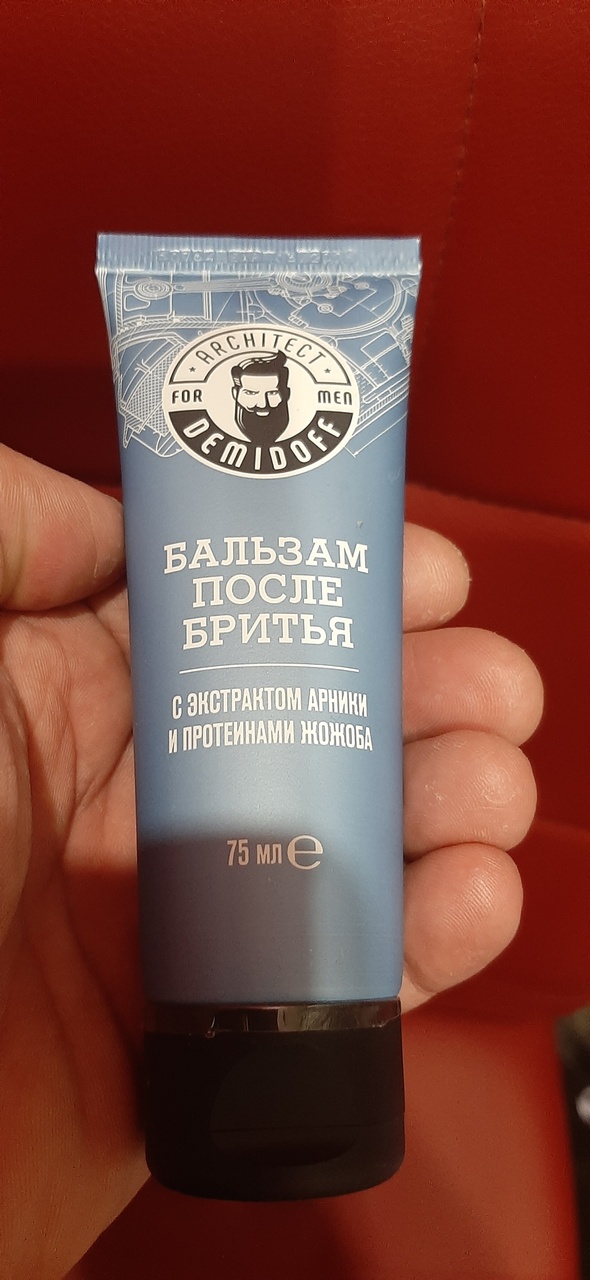 ARCHITECT
FOR MEN
DEMIDOFF
БАЛЬЗАМ
ПОСЛЕ
БРИТЬЯ
С ЭКСТРАКТОМ АРНИКИ
И ПРОТЕИНАМИ ЖОЖОБА
75 МЛ ℮